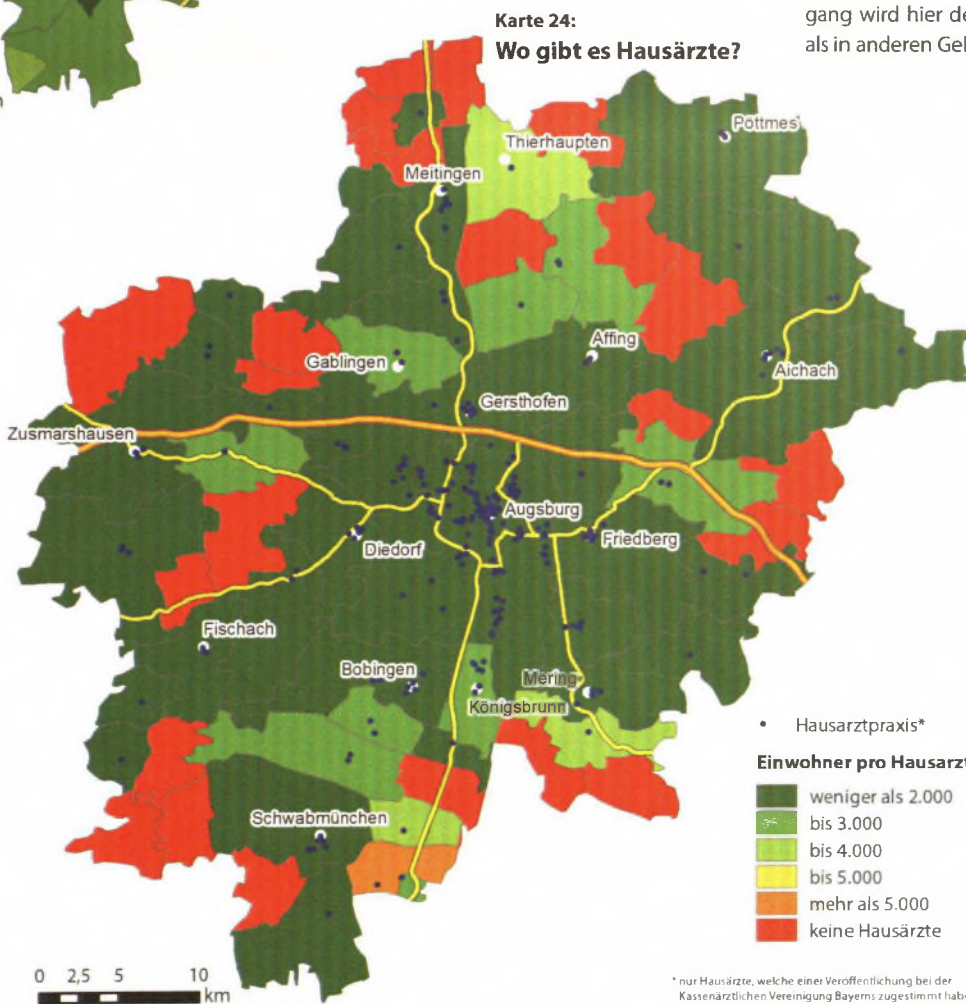 Karte 24:
Wo gibt es Hausärzte?
gang wird hier de
als in anderen Gel
Pöttmes
Thierhaupten
Meitingen
Affing
Gablingen
Aichach
Gersthofen
Zusmarshausen
Augsburg
Friedberg
Diedorf
Fischach
Bobingen
Mering
Königsbrunn
Schwabmünchen
• Hausarztpraxis*
Einwohner pro Hausarzt
weniger als 2.000
bis 3.000
bis 4.000
bis 5.000
mehr als 5.000
keine Hausärzte
0 2,5 5 10
km
* nur Hausärzte, welche einer Veröffentlichung bei der
Kassenärztlichen Vereinigung Bayerns zugestimmt habe